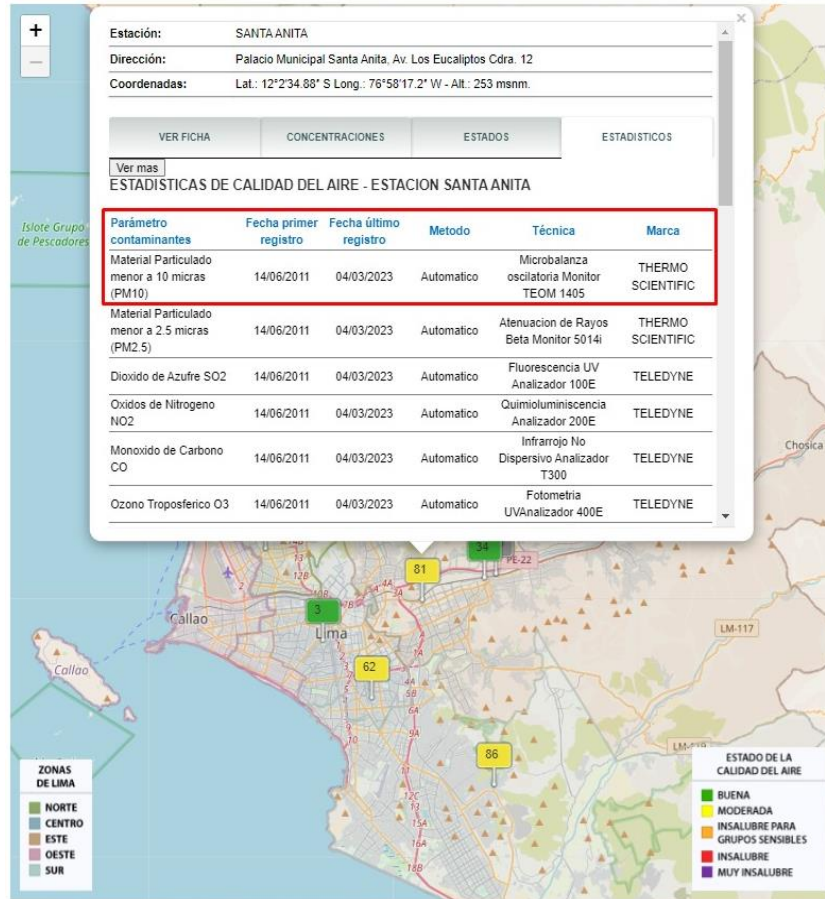 +
×
Estación: SANTA ANITA
Dirección: Palacio Municipal Santa Anita, Av. Los Eucaliptos Cdra. 12
Coordenadas: Lat.: 12°2'34.88" S Long.: 76°58'17.2" W - Alt.: 253 msnm.
VER FICHA CONCENTRACIONES ESTADOS ESTADISTICOS
Ver mas
ESTADISTICAS DE CALIDAD DEL AIRE - ESTACION SANTA ANITA
Parámetro contaminantes Fecha primer registro Fecha último registro Metodo Técnica Marca
Material Particulado menor a 10 micras (PM10) 14/06/2011 04/03/2023 Automatico Microbalanza oscilatoria Monitor TEOM 1405 THERMO SCIENTIFIC
Material Particulado menor a 2.5 micras (PM2.5) 14/06/2011 04/03/2023 Automatico Atenuacion de Rayos Beta Monitor 5014i THERMO SCIENTIFIC
Dioxido de Azufre SO2 14/06/2011 04/03/2023 Automatico Fluorescencia UV Analizador 100E TELEDYNE
Oxidos de Nitrogeno NO2 14/06/2011 04/03/2023 Automatico Quimioluminiscencia Analizador 200E TELEDYNE
Monoxido de Carbono CO 14/06/2011 04/03/2023 Automatico Infrarrojo No Dispersivo Analizador T300 TELEDYNE
Ozono Troposferico O3 14/06/2011 04/03/2023 Automatico Fotometria UVAnalizador 400E TELEDYNE
Islote Grupo
de Pescadores
Chosica
34
PE-22
81
3
Callao
Lima
LM-117
62
Callao
86
ZONAS
DE LIMA
NORTE
CENTRO
ESTE
OESTE
SUR
ESTADO DE LA
CALIDAD DEL AIRE
BUENA
MODERADA
INSALUBRE PARA
GRUPOS SENSIBLES
INSALUBRE
MUY INSALUBRE